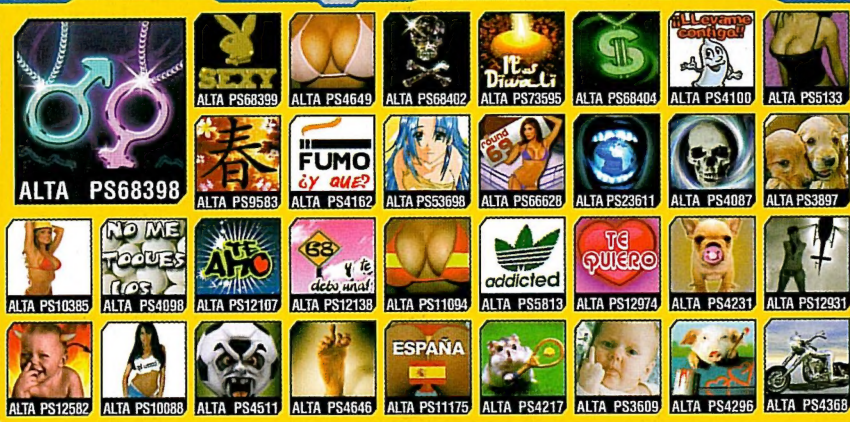 ALTA PS68398
SEXY
ALTA PS68399
ALTA PS4649
ALTA PS68402
It's
Diwali
ALTA PS73595
$
ALTA PS68404
¡¡LLevame
contigo!!
ALTA PS4100
ALTA PS5133
春
ALTA PS9583
FUMO
¿Y QUE?
ALTA PS4162
ALTA PS53698
round
69
ALTA PS66628
ALTA PS23611
ALTA PS4087
ALTA PS3897
ALTA PS10385
NO ME
TOQUES
LOS
ALTA PS4098
TE
AMO
ALTA PS12107
68
y te
debo una!
ALTA PS12138
ALTA PS11094
addicted
ALTA PS5813
TE
QUIERO
ALTA PS12974
ALTA PS4231
ALTA PS12931
ALTA PS12582
ALTA PS10088
ALTA PS4511
ALTA PS4646
ESPAÑA
ALTA PS11175
ALTA PS4217
ALTA PS3609
ALTA PS4296
ALTA PS4368